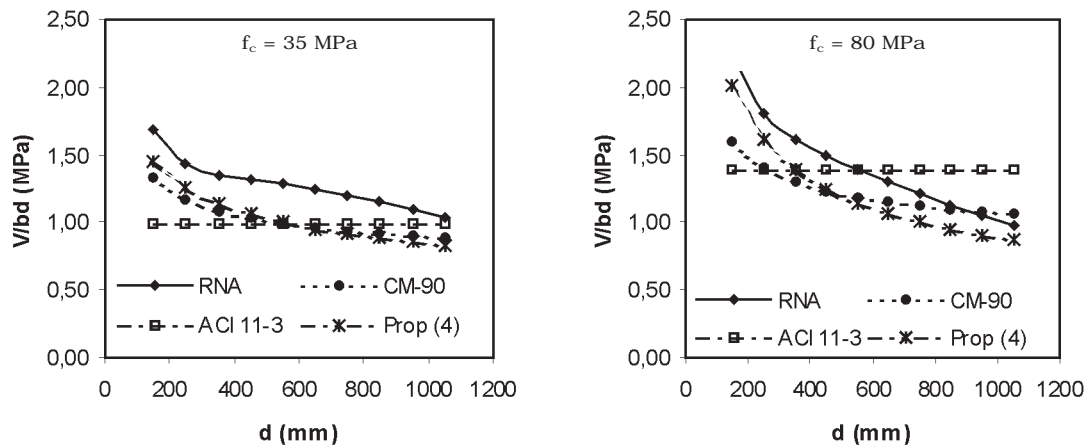 2,50
2,00
1,50
1,00
0,50
0,00
V/bd (MPa)
f_c = 35 MPa
RNA
CM-90
ACI 11-3
Prop (4)
0
200
400
600
800
1000
1200
d (mm)
2,50
2,00
1,50
1,00
0,50
0,00
V/bd (MPa)
f_c = 80 MPa
RNA
CM-90
ACI 11-3
Prop (4)
0
200
400
600
800
1000
1200
d (mm)